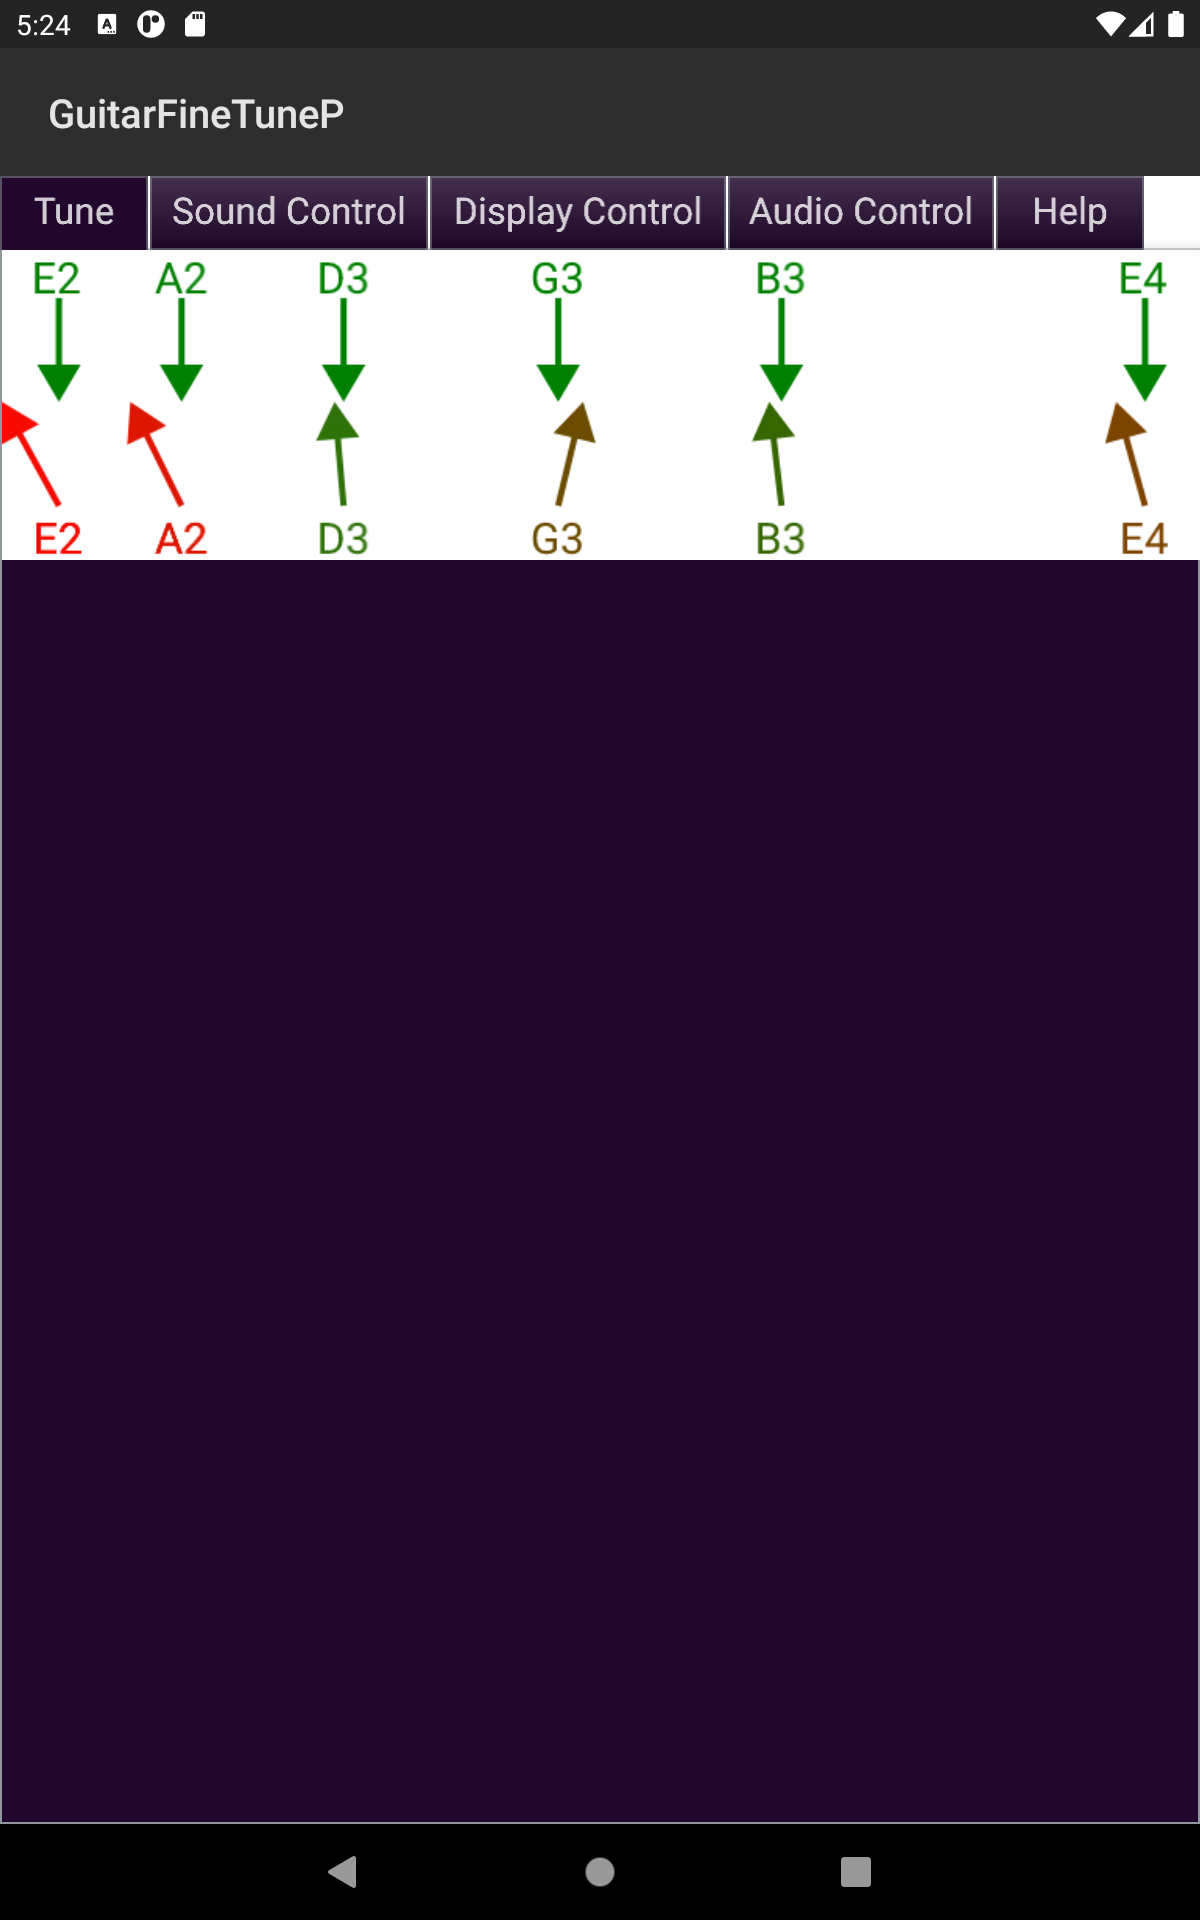 5:24
GuitarFineTuneP
Tune Sound Control Display Control Audio Control Help
E2 A2 D3 G3 B3 E4
E2 A2 D3 G3 B3 E4